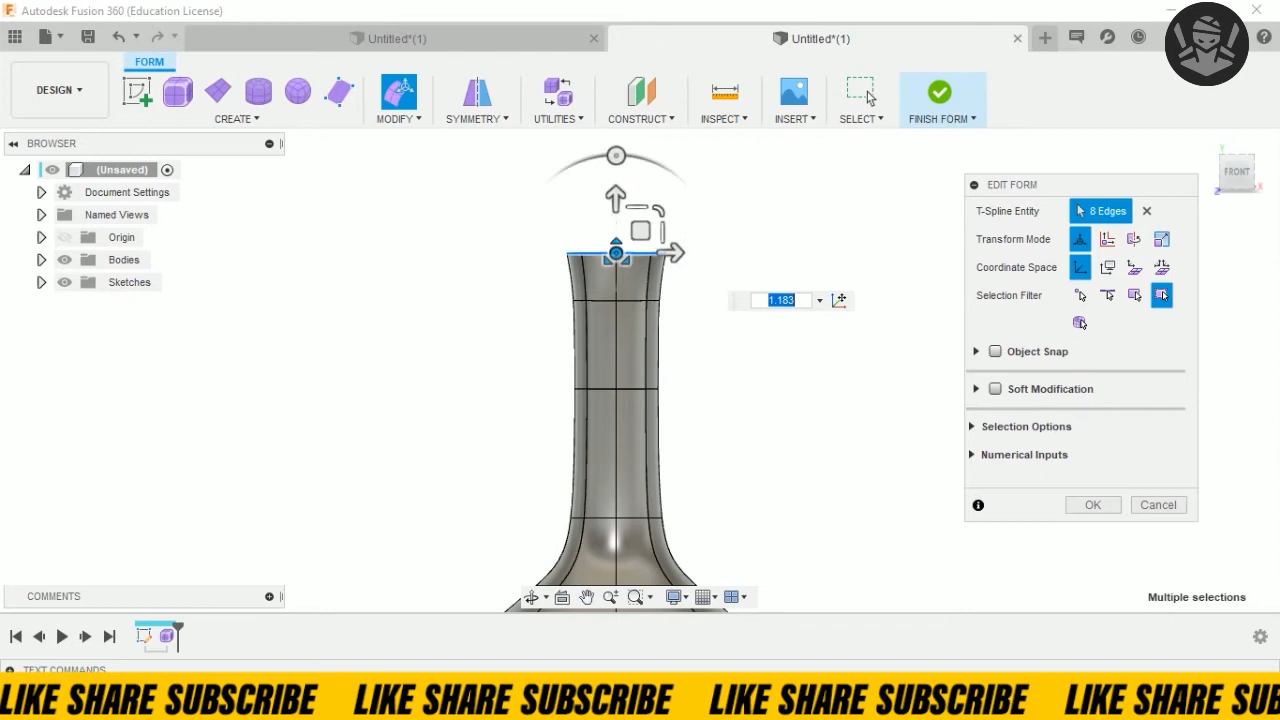 Autodesk Fusion 360 (Education License)
Untitled*(1)
Untitled*(1)
FORM
DESIGN
CREATE
MODIFY
SYMMETRY
UTILITIES
CONSTRUCT
INSPECT
INSERT
SELECT
FINISH FORM
BROWSER
(Unsaved)
Document Settings
Named Views
Origin
Bodies
Sketches
Y
FRONT
Z
X
EDIT FORM
T-Spline Entity
8 Edges
Transform Mode
Coordinate Space
Selection Filter
Object Snap
Soft Modification
Selection Options
Numerical Inputs
OK
Cancel
1.183
COMMENTS
Multiple selections
TEXT COMMANDS
LIKE SHARE SUBSCRIBE LIKE SHARE SUBSCRIBE LIKE SHARE SUBSCRIBE LIKE SHARE SU